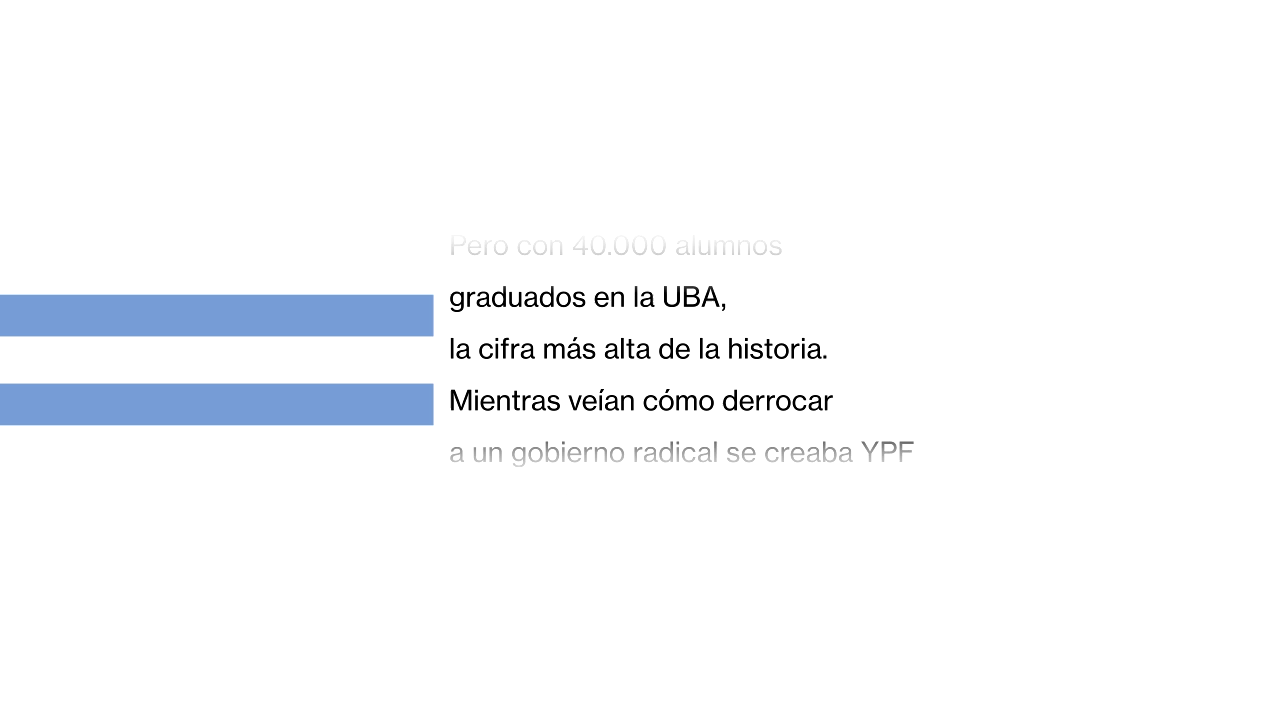 Pero con 40.000 alumnos
graduados en la UBA,
la cifra más alta de la historia.
Mientras veían cómo derrocar
a un gobierno radical se creaba YPF